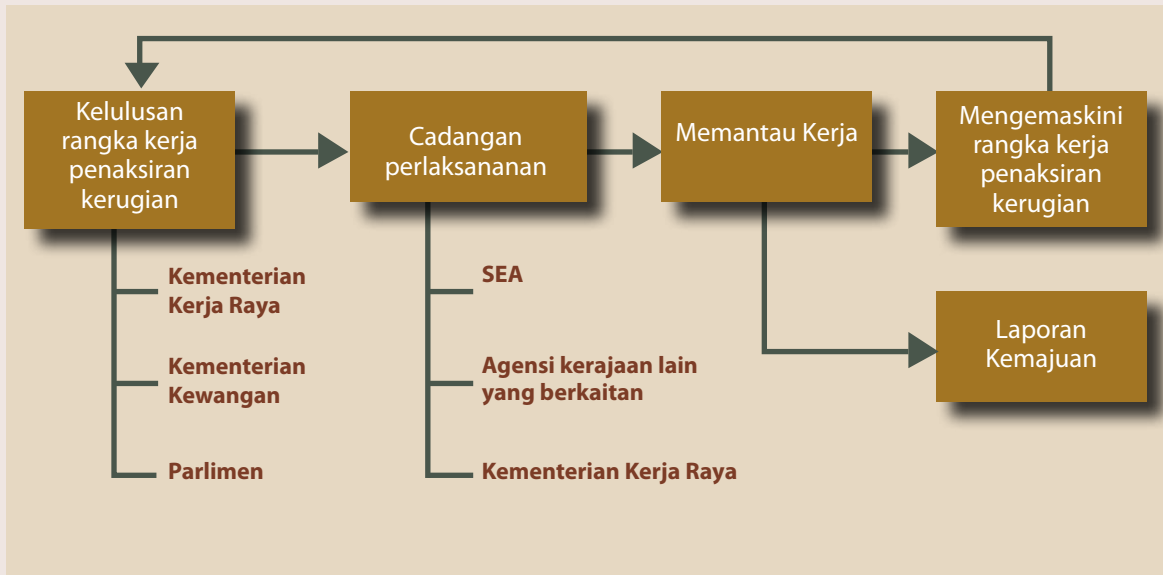 Kelulusan
rangka kerja
penaksiran
kerugian
Cadangan
perlaksananan
Memantau Kerja
Mengemaskini
rangka kerja
penaksiran
kerugian
Kementerian
Kerja Raya
Kementerian
Kewangan
Parlimen
SEA
Agensi kerajaan lain
yang berkaitan
Kementerian Kerja Raya
Laporan
Kemajuan